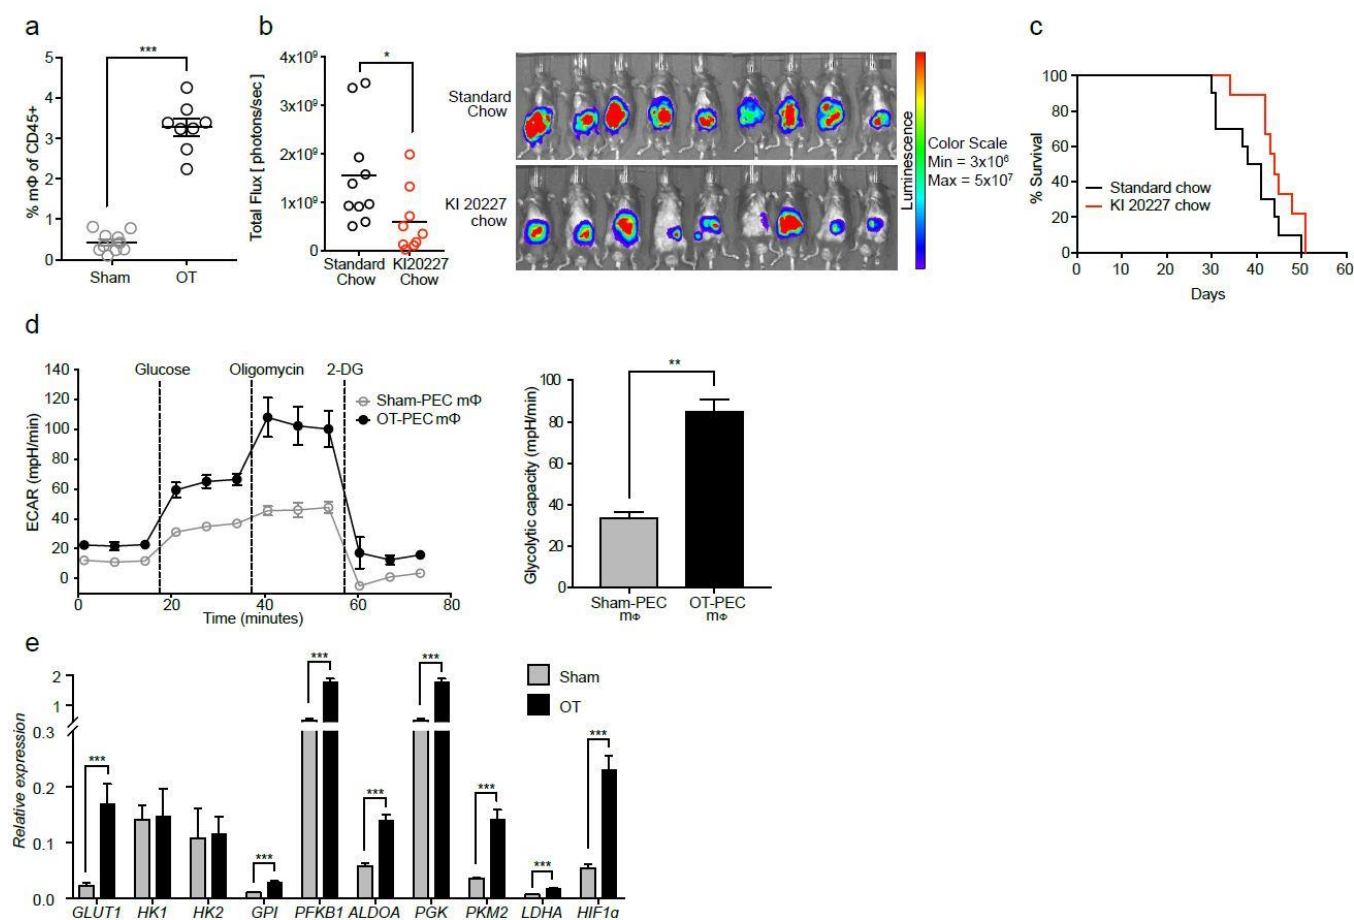 a
***
% mΦ of CD45+
5
4
3
2
1
0
Sham
OT
b
*
Total Flux [ photons/sec]
4x10⁹
3x10⁹
2x10⁹
1x10⁹
0
Standard
Chow
KI20227
Chow
Standard
Chow
KI 20227
chow
Luminescence
Color Scale
Min = 3x10⁶
Max = 5x10⁷
c
% Survival
100
80
60
40
20
0
Standard chow
KI 20227 chow
0 10 20 30 40 50 60
Days
d
ECAR (mpH/min)
140
120
100
80
60
40
20
0
Glucose
Oligomycin
2-DG
Sham-PEC mΦ
OT-PEC mΦ
0 20 40 60 80
Time (minutes)
**
Glycolytic capacity (mpH/min)
100
80
60
40
20
0
Sham-PEC
mΦ
OT-PEC
mΦ
e
Relative expression
2
1
0.3
0.2
0.1
0.0
Sham
OT
***
***
***
***
***
***
***
***
GLUT1 HK1 HK2 GPI PFKB1 ALDOA PGK PKM2 LDHA HIF1α